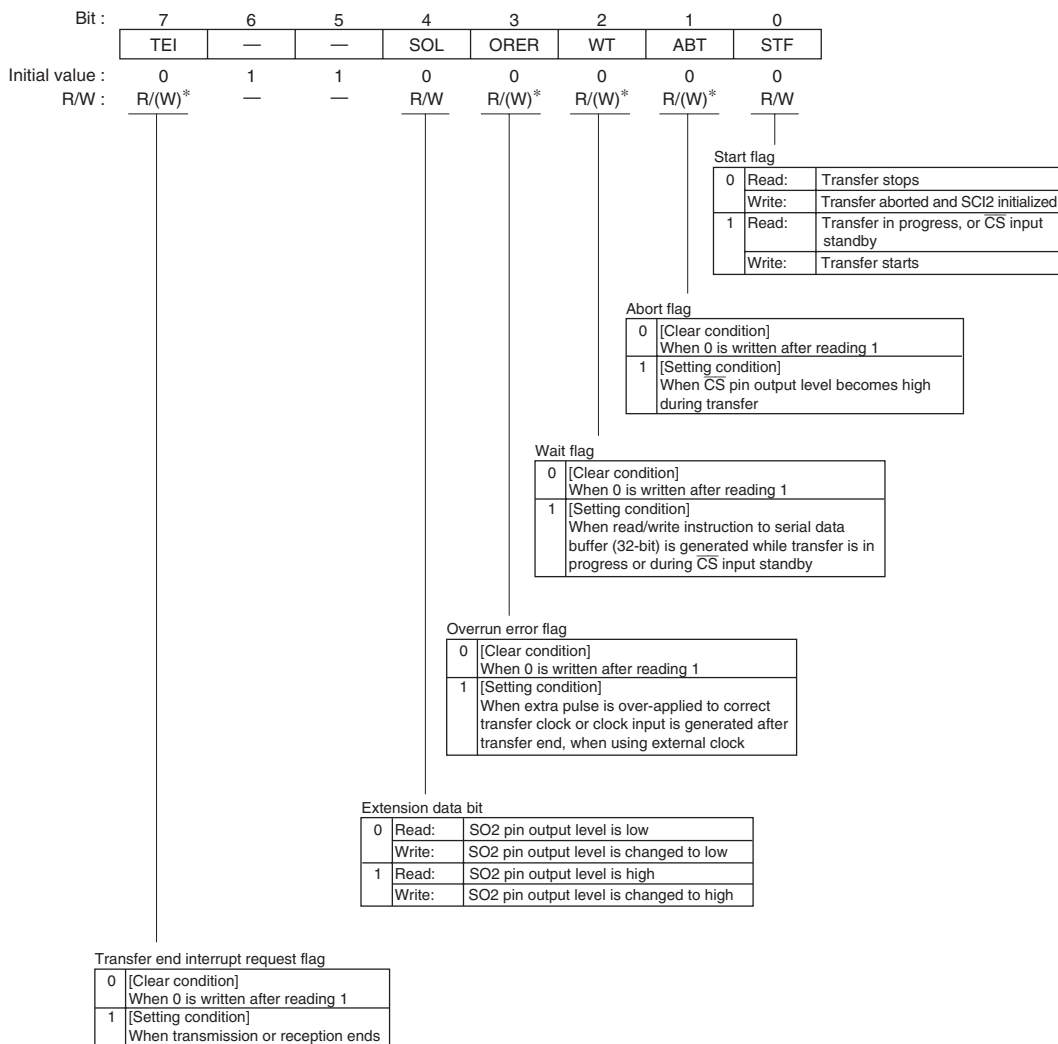 Bit : 7 6 5 4 3 2 1 0
TEI — — SOL ORER WT ABT STF
Initial value : 0 1 1 0 0 0 0 0
R/W : R/(W)* — — R/W R/(W)* R/(W)* R/(W)* R/W
Start flag
0 Read: Transfer stops
Write: Transfer aborted and SCI2 initialized
1 Read: Transfer in progress, or C̅S̅ input
standby
Write: Transfer starts
Abort flag
0 [Clear condition]
When 0 is written after reading 1
1 [Setting condition]
When C̅S̅ pin output level becomes high
during transfer
Wait flag
0 [Clear condition]
When 0 is written after reading 1
1 [Setting condition]
When read/write instruction to serial data
buffer (32-bit) is generated while transfer is in
progress or during C̅S̅ input standby
Overrun error flag
0 [Clear condition]
When 0 is written after reading 1
1 [Setting condition]
When extra pulse is over-applied to correct
transfer clock or clock input is generated after
transfer end, when using external clock
Extension data bit
0 Read: SO2 pin output level is low
Write: SO2 pin output level is changed to low
1 Read: SO2 pin output level is high
Write: SO2 pin output level is changed to high
Transfer end interrupt request flag
0 [Clear condition]
When 0 is written after reading 1
1 [Setting condition]
When transmission or reception ends